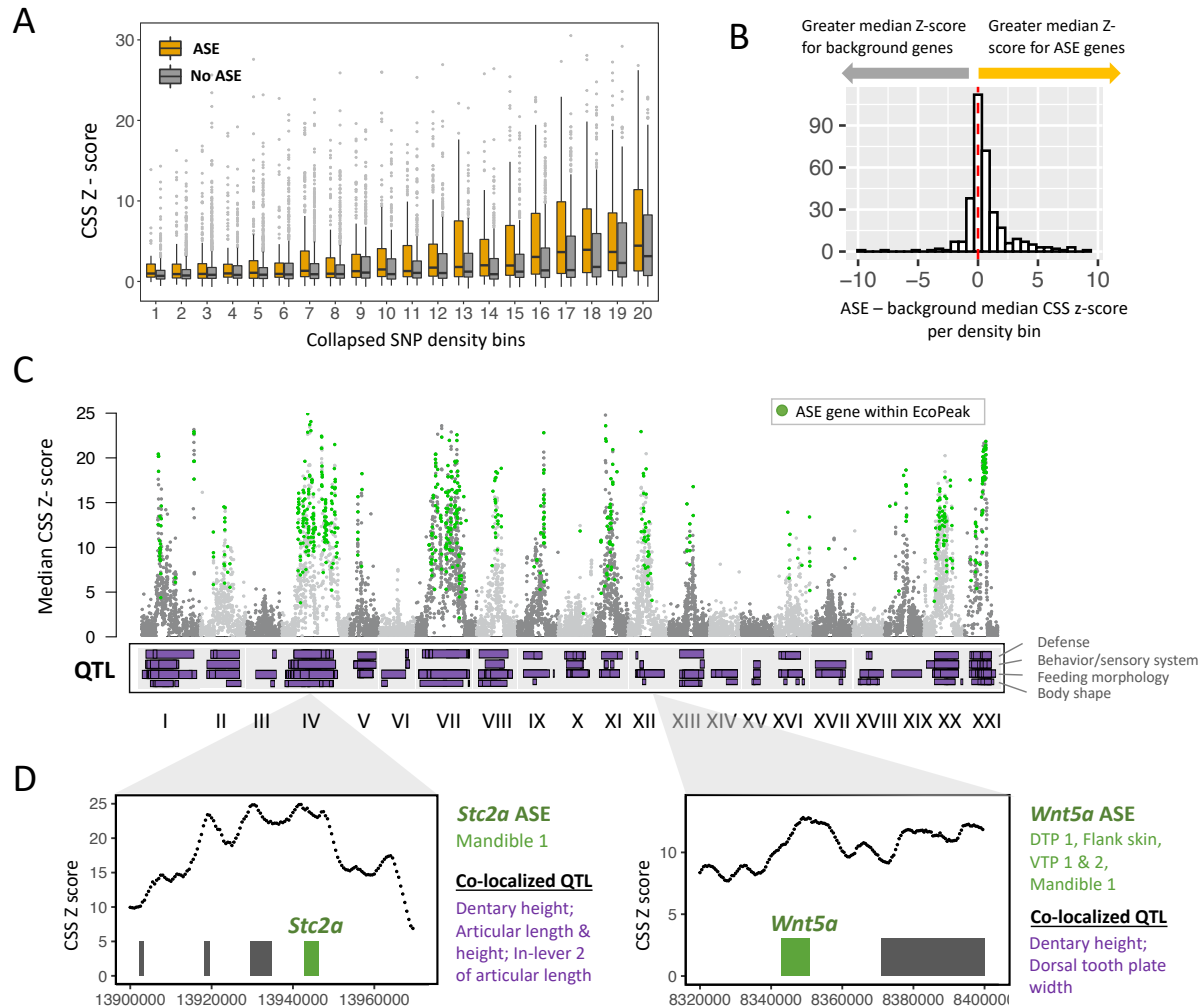 A
30
20
10
0
CSS Z - score
ASE
No ASE
1 2 3 4 5 6 7 8 9 10 11 12 13 14 15 16 17 18 19 20
Collapsed SNP density bins
B
Greater median Z-score
for background genes
Greater median Z-
score for ASE genes
90
60
30
0
−10 −5 0 5 10
ASE – background median CSS z-score
per density bin
C
ASE gene within EcoPeak
Median CSS Z- score
25
20
15
10
5
0
QTL
Defense
Behavior/sensory system
Feeding morphology
Body shape
I II III IV V VI VII VIII IX X XI XII XIII XIV XV XVI XVII XVIII XIX XX XXI
D
CSS Z score
25
20
15
10
5
0
Stc2a
13900000 13920000 13940000 13960000
Stc2a ASE
Mandible 1
Co-localized QTL
Dentary height;
Articular length &
height; In-lever 2
of articular length
CSS Z score
10
5
0
Wnt5a
8320000 8340000 8360000 8380000 8400000
Wnt5a ASE
DTP 1, Flank skin,
VTP 1 & 2,
Mandible 1
Co-localized QTL
Dentary height;
Dorsal tooth plate
width